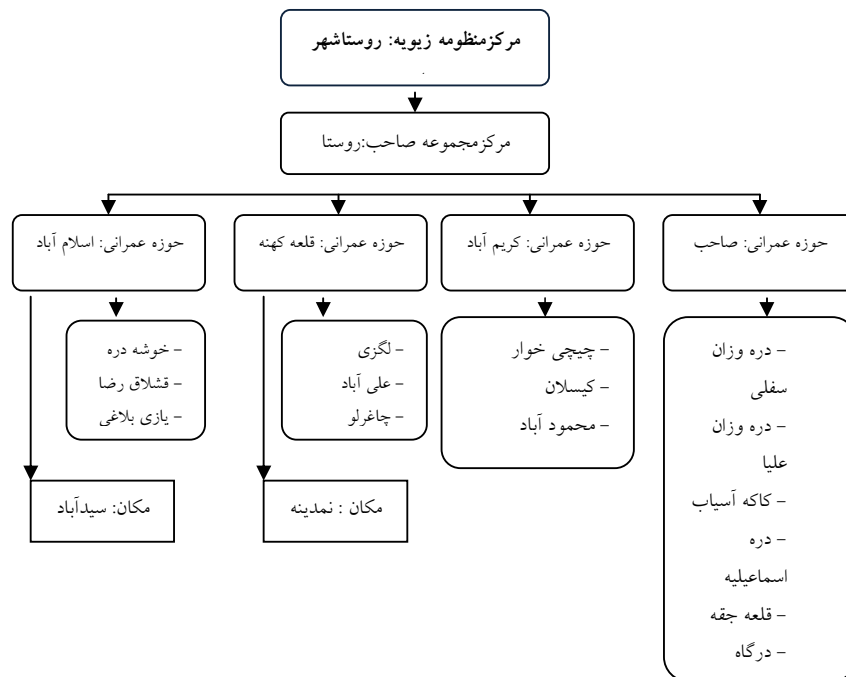 مرکزمنظومه زیویه: روستاشهر
.
مرکزمجموعه صاحب:روستا
حوزه عمرانی: صاحب
حوزه عمرانی: کریم آباد
حوزه عمرانی: قلعه کهنه
حوزه عمرانی: اسلام آباد
– دره وزان
سفلی
– دره وزان
علیا
– کاکه آسیاب
– دره
اسماعیلیه
– قلعه جقه
– درگاه
– چیچی خوار
– کیسلان
– محمود آباد
– لگزی
– علی آباد
– چاغرلو
– خوشه دره
– قشلاق رضا
– یازی بلاغی
مکان : نمدینه
مکان: سیدآباد